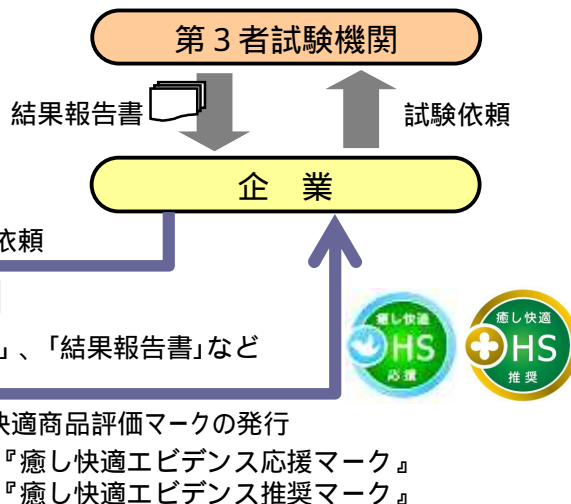 第３者試験機関
結果報告書
試験依頼
企　業
依頼
」、「結果報告書」など
癒し快適
HS
応援
癒し快適
HS
推奨
快適商品評価マークの発行
『癒し快適エビデンス応援マーク』
『癒し快適エビデンス推奨マーク』